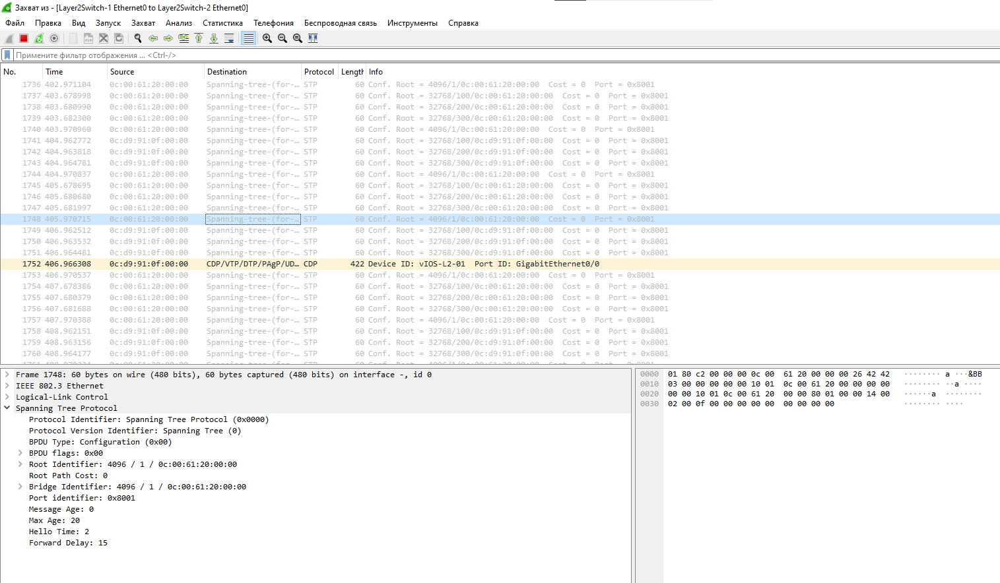 Захват из - [Layer2Switch-1 Ethernet0 to Layer2Switch-2 Ethernet0]
Файл Правка Вид Запуск Захват Анализ Статистика Телефония Беспроводная связь Инструменты Справка
Примените фильтр отображения ... <Ctrl-/>
No. Time Source Destination Protocol Length Info
1736 402.971104 0c:00:61:20:00:00 Spanning-tree-(for-… STP 60 Conf. Root = 4096/1/0c:00:61:20:00:00 Cost = 0 Port = 0x8001
1737 403.678998 0c:00:61:20:00:00 Spanning-tree-(for-… STP 60 Conf. Root = 32768/100/0c:00:61:20:00:00 Cost = 0 Port = 0x8001
1738 403.680990 0c:00:61:20:00:00 Spanning-tree-(for-… STP 60 Conf. Root = 32768/200/0c:00:61:20:00:00 Cost = 0 Port = 0x8001
1739 403.682300 0c:00:61:20:00:00 Spanning-tree-(for-… STP 60 Conf. Root = 32768/300/0c:00:61:20:00:00 Cost = 0 Port = 0x8001
1740 403.970960 0c:00:61:20:00:00 Spanning-tree-(for-… STP 60 Conf. Root = 4096/1/0c:00:61:20:00:00 Cost = 0 Port = 0x8001
1741 404.962772 0c:d9:91:0f:00:00 Spanning-tree-(for-… STP 60 Conf. Root = 32768/100/0c:d9:91:0f:00:00 Cost = 0 Port = 0x8001
1742 404.963818 0c:d9:91:0f:00:00 Spanning-tree-(for-… STP 60 Conf. Root = 32768/200/0c:d9:91:0f:00:00 Cost = 0 Port = 0x8001
1743 404.964781 0c:d9:91:0f:00:00 Spanning-tree-(for-… STP 60 Conf. Root = 32768/300/0c:d9:91:0f:00:00 Cost = 0 Port = 0x8001
1744 404.970837 0c:00:61:20:00:00 Spanning-tree-(for-… STP 60 Conf. Root = 4096/1/0c:00:61:20:00:00 Cost = 0 Port = 0x8001
1745 405.678695 0c:00:61:20:00:00 Spanning-tree-(for-… STP 60 Conf. Root = 32768/100/0c:00:61:20:00:00 Cost = 0 Port = 0x8001
1746 405.680680 0c:00:61:20:00:00 Spanning-tree-(for-… STP 60 Conf. Root = 32768/200/0c:00:61:20:00:00 Cost = 0 Port = 0x8001
1747 405.681997 0c:00:61:20:00:00 Spanning-tree-(for-… STP 60 Conf. Root = 32768/300/0c:00:61:20:00:00 Cost = 0 Port = 0x8001
1748 405.970715 0c:00:61:20:00:00 Spanning-tree-(for-… STP 60 Conf. Root = 4096/1/0c:00:61:20:00:00 Cost = 0 Port = 0x8001
1749 406.962512 0c:d9:91:0f:00:00 Spanning-tree-(for-… STP 60 Conf. Root = 32768/100/0c:d9:91:0f:00:00 Cost = 0 Port = 0x8001
1750 406.963532 0c:d9:91:0f:00:00 Spanning-tree-(for-… STP 60 Conf. Root = 32768/200/0c:d9:91:0f:00:00 Cost = 0 Port = 0x8001
1751 406.964481 0c:d9:91:0f:00:00 Spanning-tree-(for-… STP 60 Conf. Root = 32768/300/0c:d9:91:0f:00:00 Cost = 0 Port = 0x8001
1752 406.966308 0c:d9:91:0f:00:00 CDP/VTP/DTP/PAgP/UD… CDP 422 Device ID: vIOS-L2-01 Port ID: GigabitEthernet0/0
1753 406.970537 0c:00:61:20:00:00 Spanning-tree-(for-… STP 60 Conf. Root = 4096/1/0c:00:61:20:00:00 Cost = 0 Port = 0x8001
1754 407.678386 0c:00:61:20:00:00 Spanning-tree-(for-… STP 60 Conf. Root = 32768/100/0c:00:61:20:00:00 Cost = 0 Port = 0x8001
1755 407.680379 0c:00:61:20:00:00 Spanning-tree-(for-… STP 60 Conf. Root = 32768/200/0c:00:61:20:00:00 Cost = 0 Port = 0x8001
1756 407.681688 0c:00:61:20:00:00 Spanning-tree-(for-… STP 60 Conf. Root = 32768/300/0c:00:61:20:00:00 Cost = 0 Port = 0x8001
1757 407.970388 0c:00:61:20:00:00 Spanning-tree-(for-… STP 60 Conf. Root = 4096/1/0c:00:61:20:00:00 Cost = 0 Port = 0x8001
1758 408.962151 0c:d9:91:0f:00:00 Spanning-tree-(for-… STP 60 Conf. Root = 32768/100/0c:d9:91:0f:00:00 Cost = 0 Port = 0x8001
1759 408.963156 0c:d9:91:0f:00:00 Spanning-tree-(for-… STP 60 Conf. Root = 32768/200/0c:d9:91:0f:00:00 Cost = 0 Port = 0x8001
1760 408.964177 0c:d9:91:0f:00:00 Spanning-tree-(for-… STP 60 Conf. Root = 32768/300/0c:d9:91:0f:00:00 Cost = 0 Port = 0x8001
Frame 1748: 60 bytes on wire (480 bits), 60 bytes captured (480 bits) on interface -, id 0
IEEE 802.3 Ethernet
Logical-Link Control
Spanning Tree Protocol
Protocol Identifier: Spanning Tree Protocol (0x0000)
Protocol Version Identifier: Spanning Tree (0)
BPDU Type: Configuration (0x00)
BPDU flags: 0x00
Root Identifier: 4096 / 1 / 0c:00:61:20:00:00
Root Path Cost: 0
Bridge Identifier: 4096 / 1 / 0c:00:61:20:00:00
Port identifier: 0x8001
Message Age: 0
Max Age: 20
Hello Time: 2
Forward Delay: 15
0000 01 80 c2 00 00 00 0c 00 61 20 00 00 00 26 42 42 ········ a ···&BB
0010 03 00 00 00 00 00 10 01 0c 00 61 20 00 00 00 00 ········ ··a ····
0020 00 00 10 01 0c 00 61 20 00 00 80 01 00 00 14 00 ······a ········
0030 02 00 0f 00 00 00 00 00 00 00 00 00 ········ ····